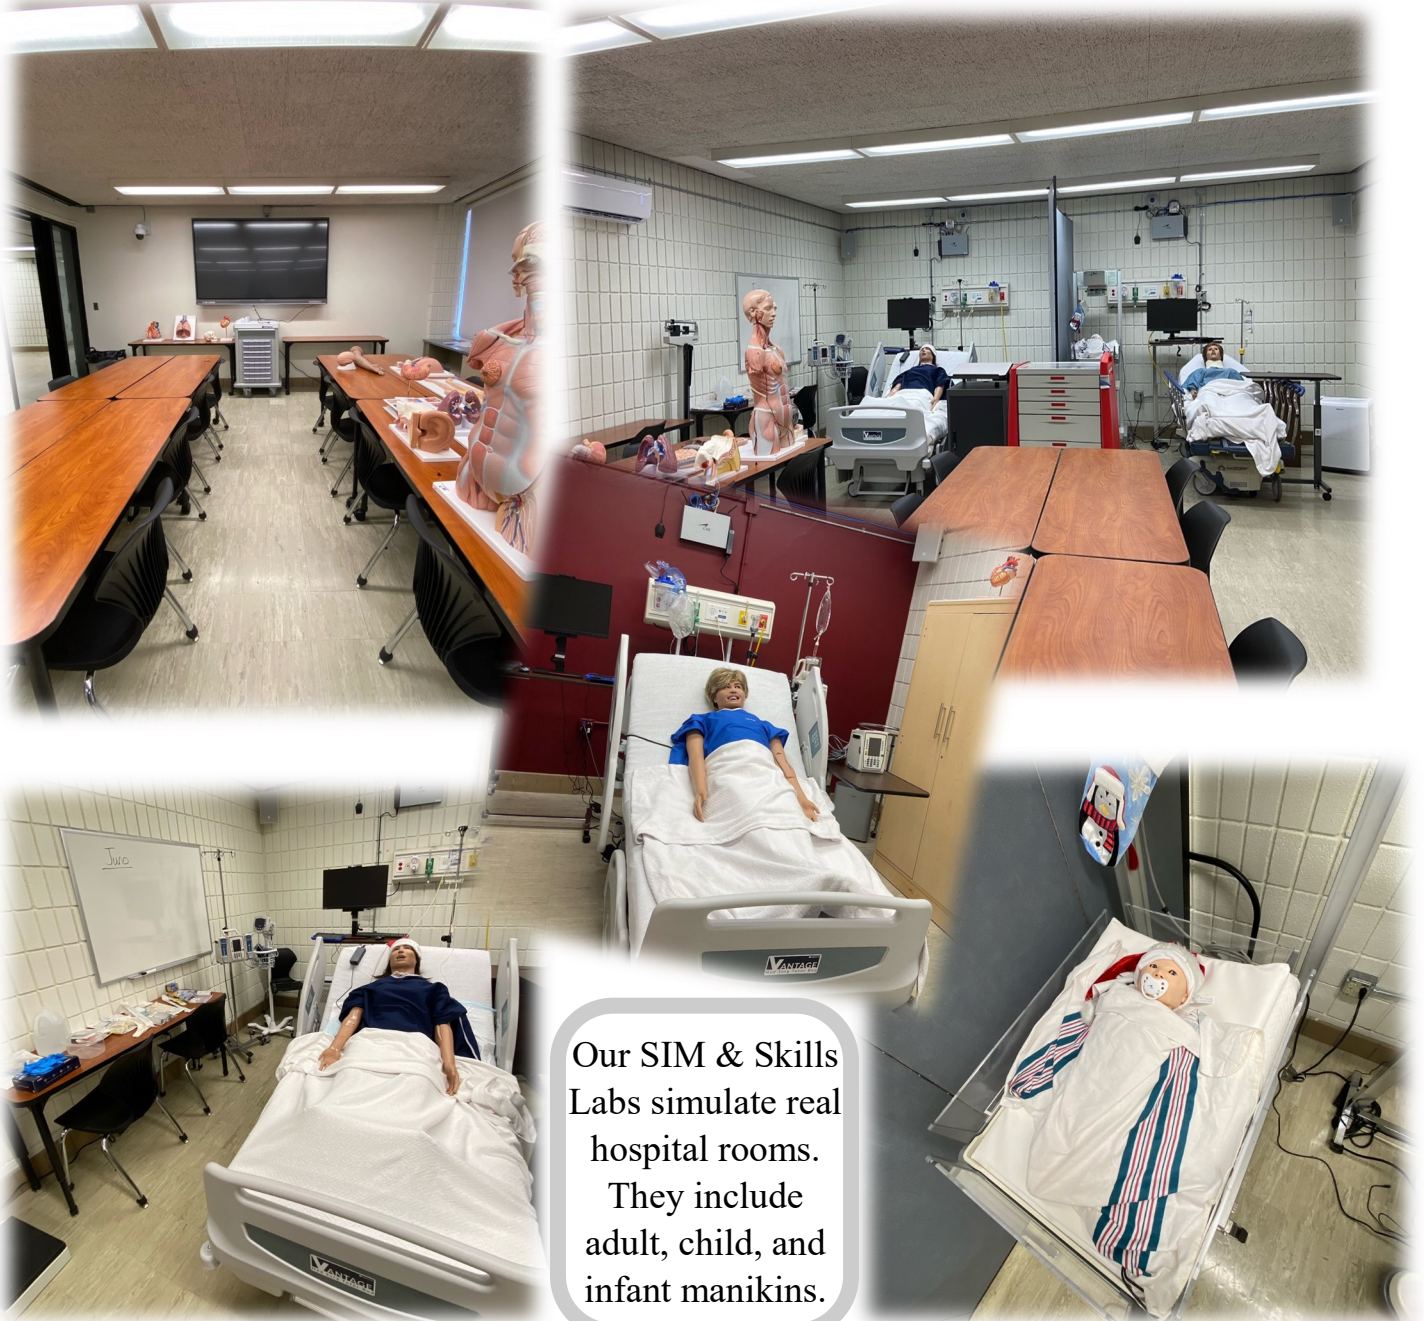 VANTAGE
Juno
VANTAGE
Our SIM & Skills
Labs simulate real
hospital rooms.
They include
adult, child, and
infant manikins.